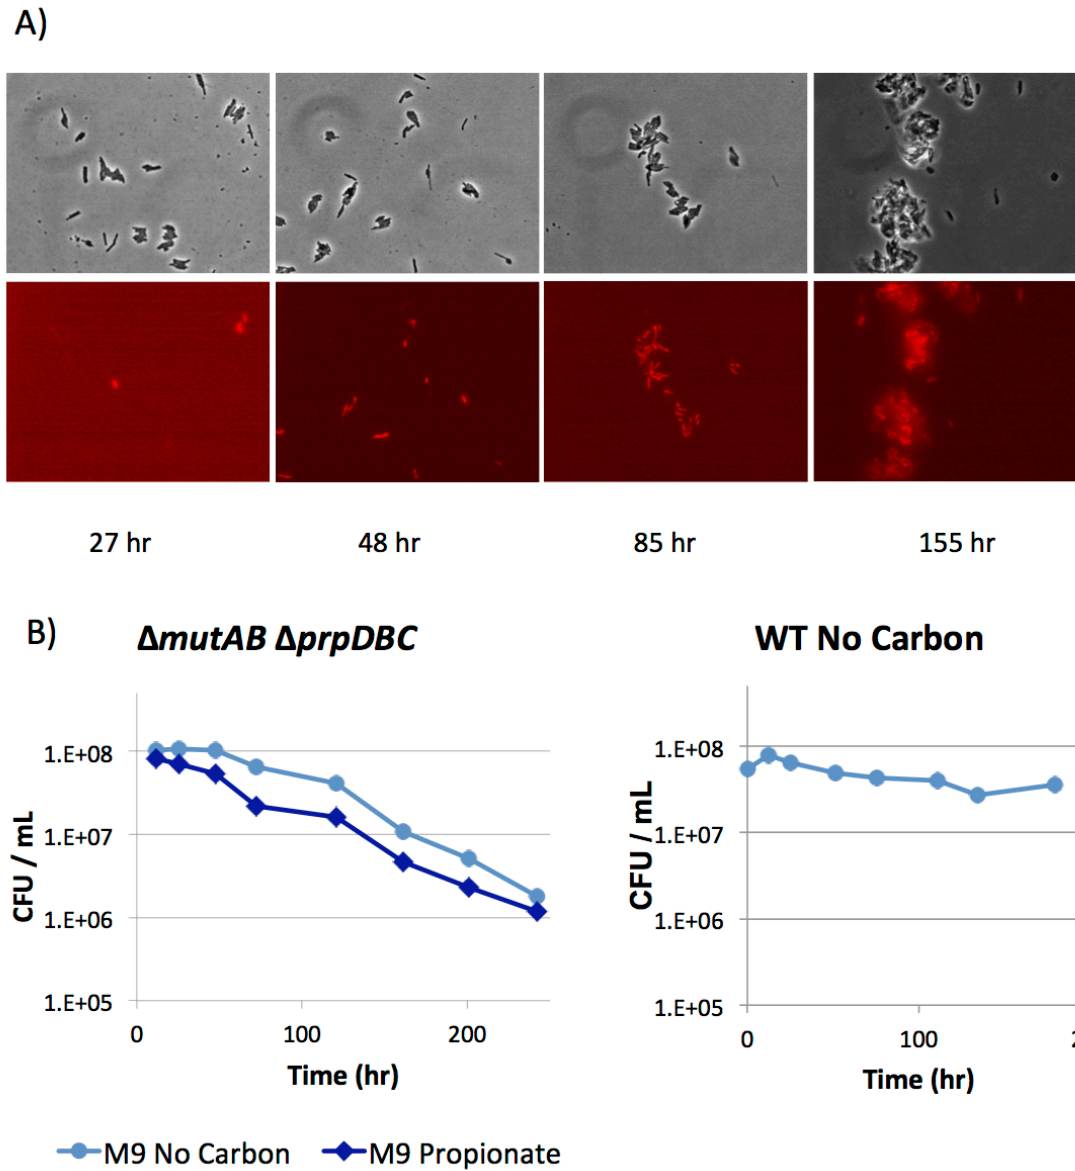 A)
27 hr 48 hr 85 hr 155 hr
B) ΔmutAB ΔprpDBC
1.E+08
1.E+07
1.E+06
1.E+05
CFU / mL
0 100 200
Time (hr)
WT No Carbon
1.E+08
1.E+07
1.E+06
1.E+05
CFU / mL
0 100 2
Time (hr)
M9 No Carbon M9 Propionate